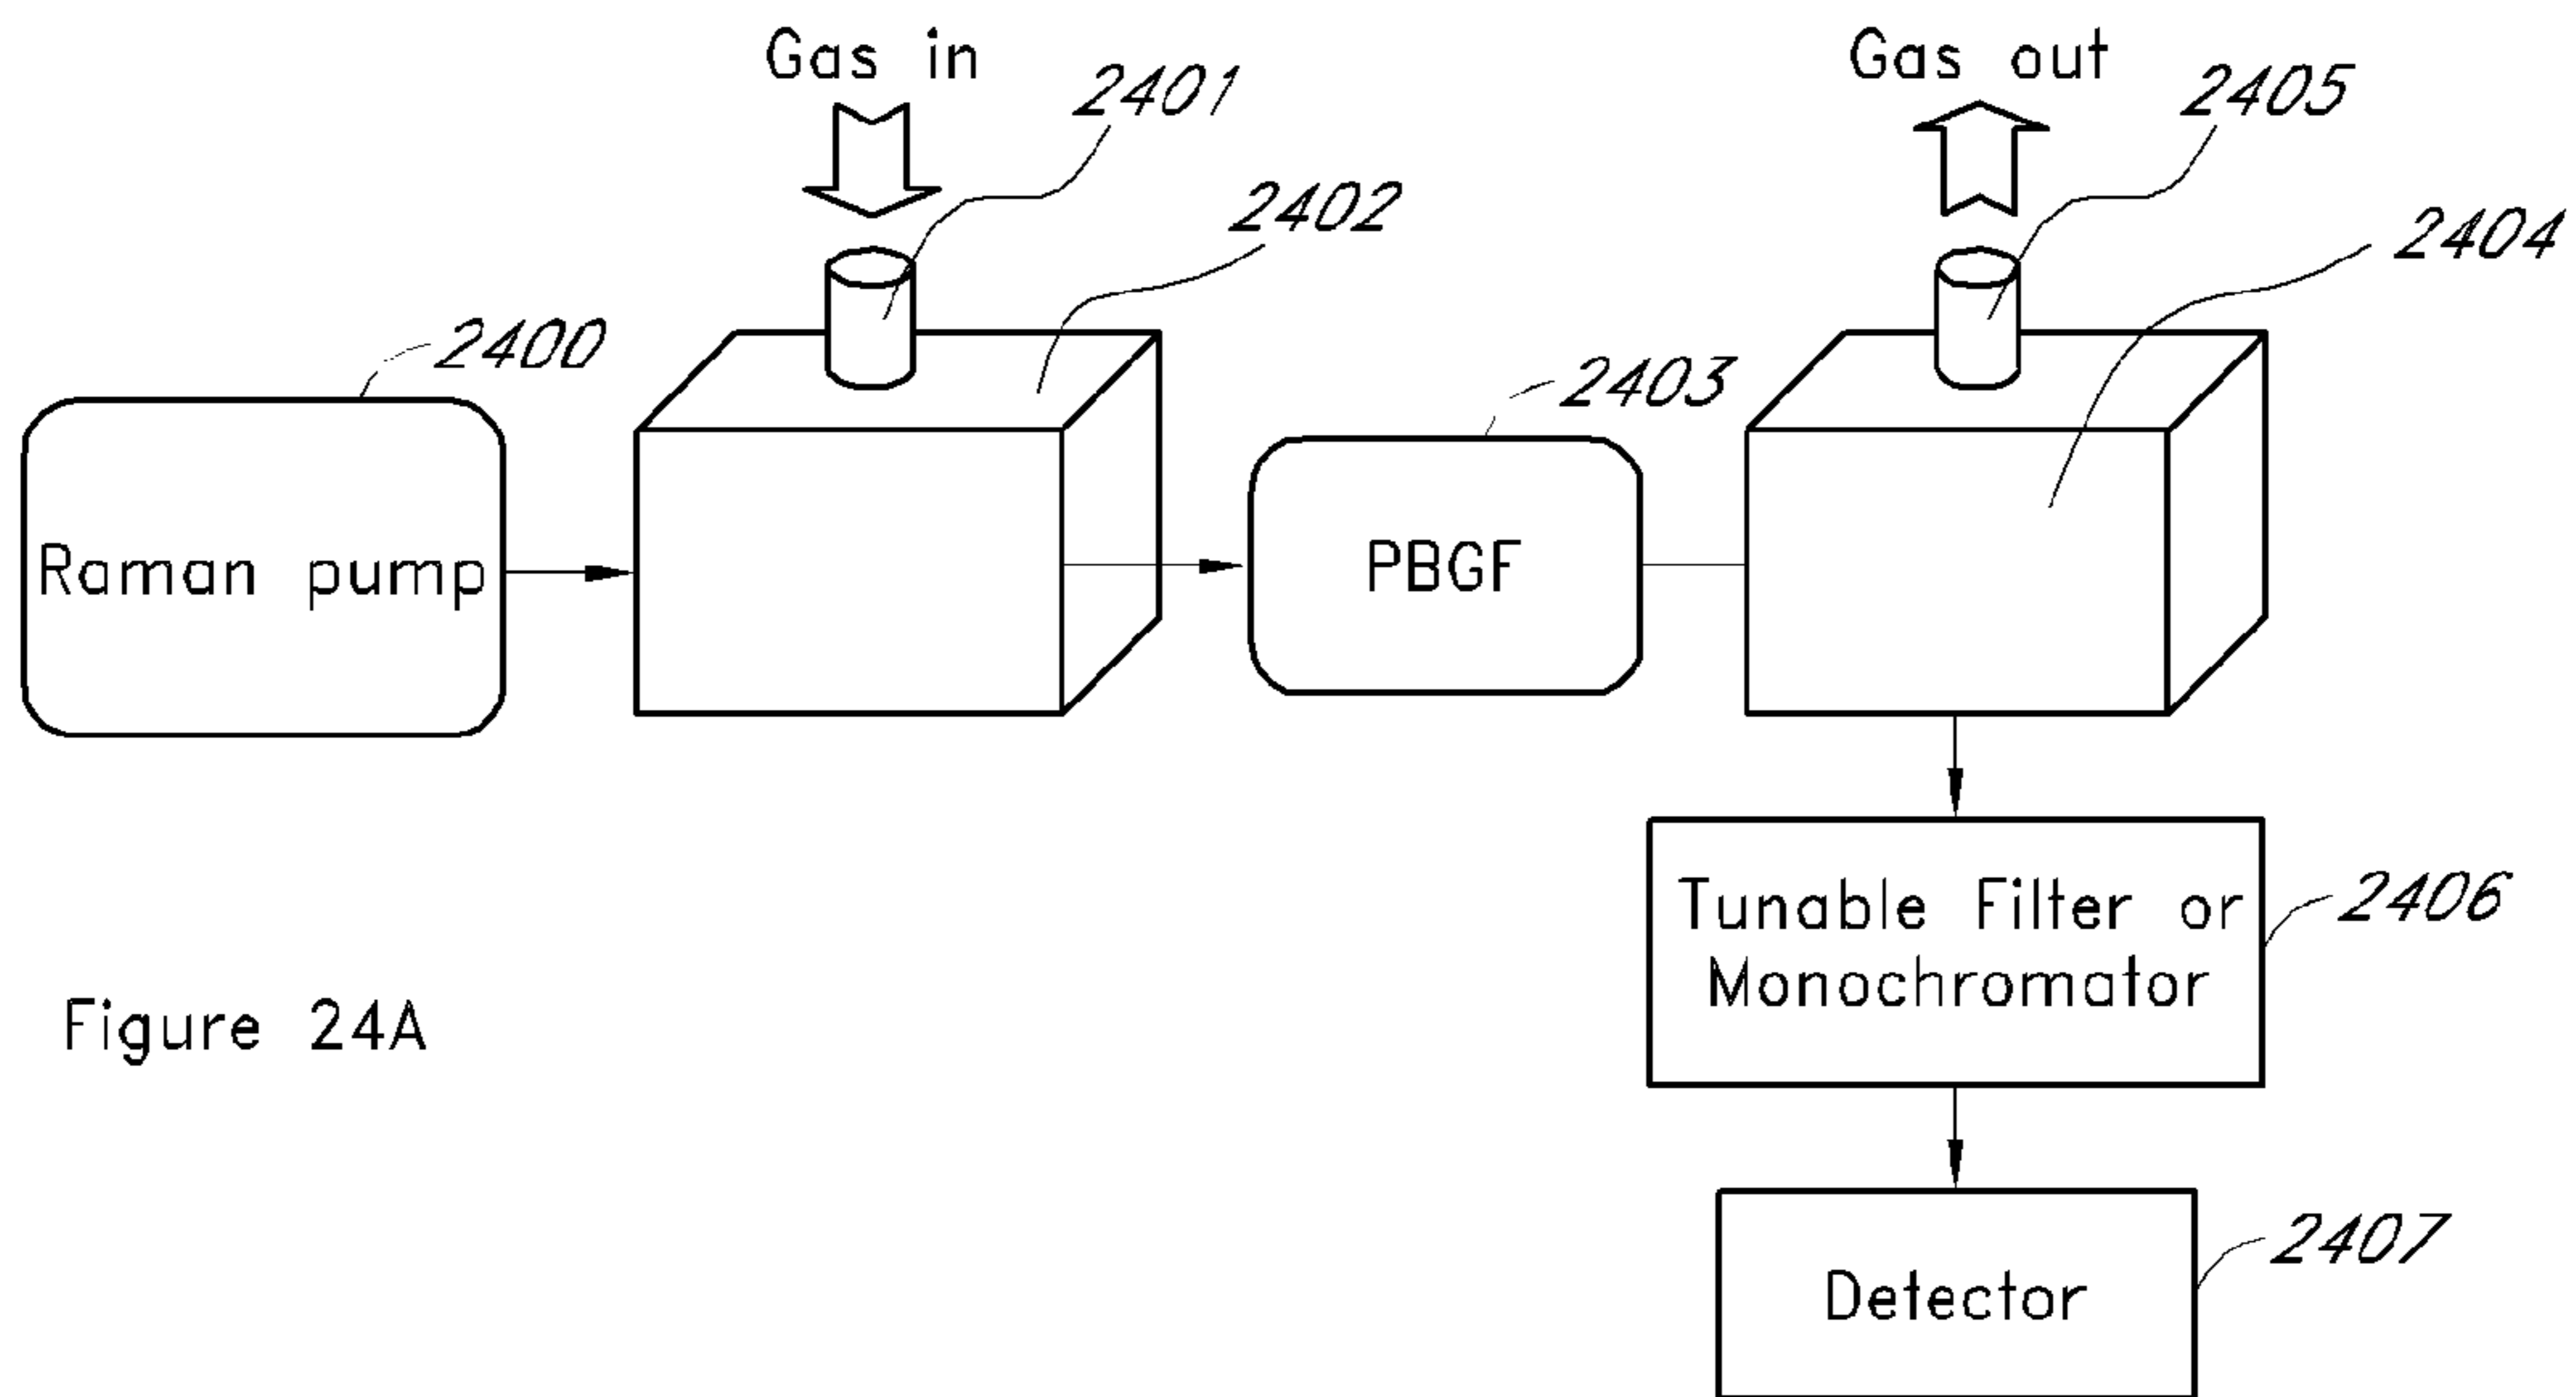 Gas in
2401
Gas out
2405
2402
2404
2400
2403
Raman pump
PBGF
Tunable Filter or
Monochromator
2406
Figure 24A
Detector
2407